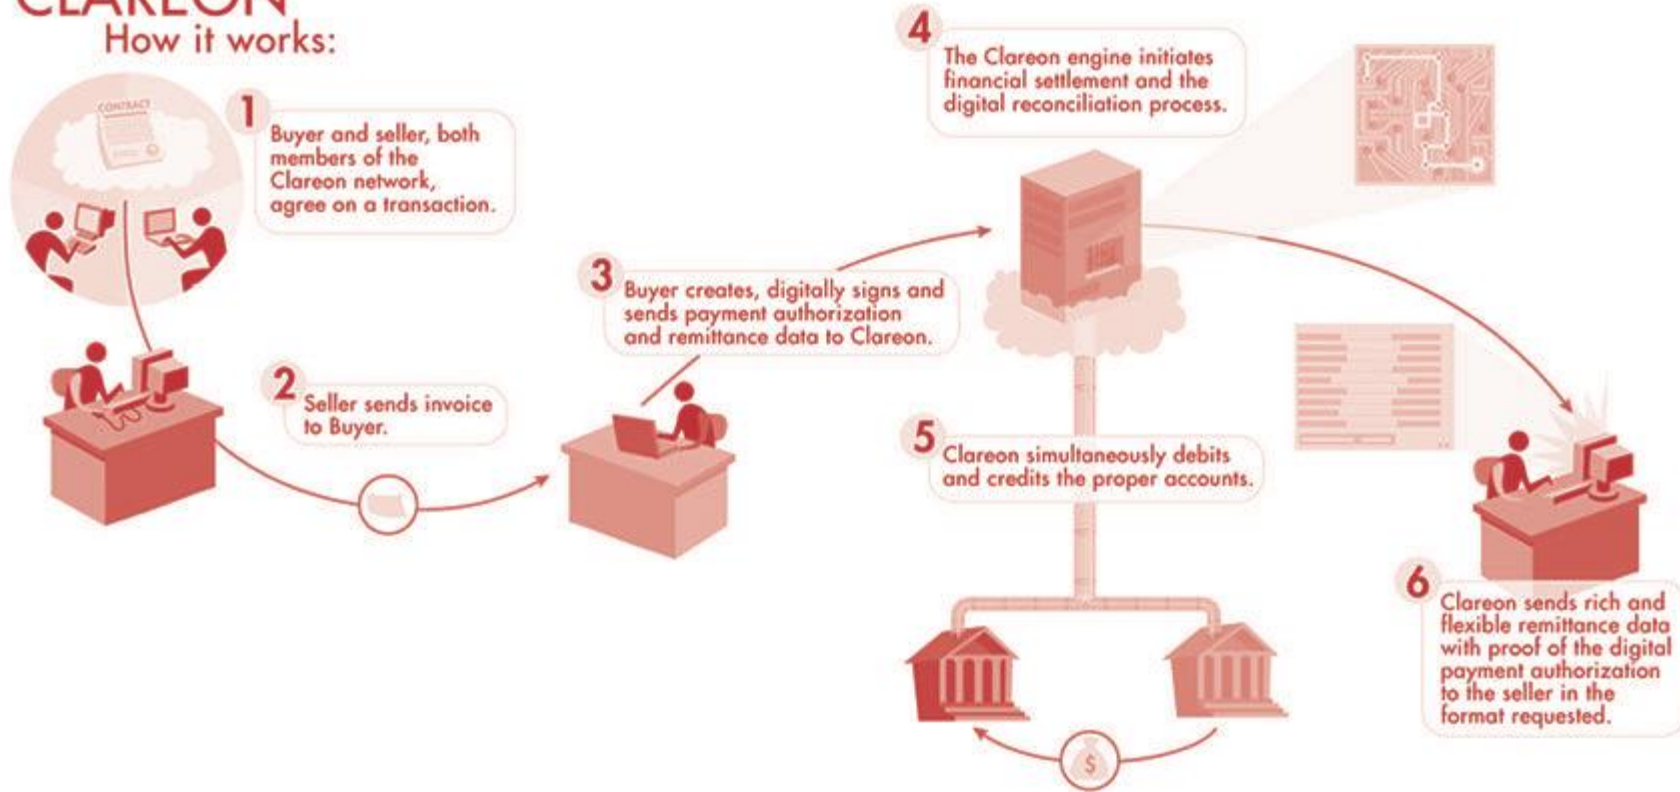 CLAREON
How it works:
1
Buyer and seller, both
members of the
Clareon network,
agree on a transaction.
CONTRACT
2
Seller sends invoice
to Buyer.
3
Buyer creates, digitally signs and
sends payment authorization
and remittance data to Clareon.
4
The Clareon engine initiates
financial settlement and the
digital reconciliation process.
5
Clareon simultaneously debits
and credits the proper accounts.
$
6
Clareon sends rich and
flexible remittance data
with proof of the digital
payment authorization
to the seller in the
format requested.